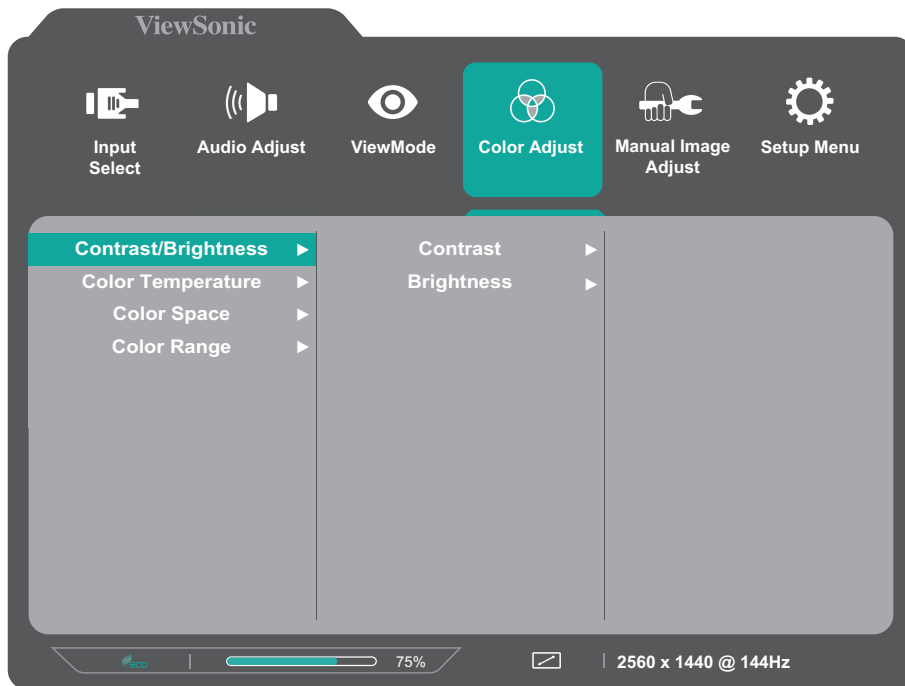 ViewSonic
Input
Select
Audio Adjust
ViewMode
Color Adjust
Manual Image
Adjust
Setup Menu
Contrast/Brightness
Color Temperature
Color Space
Color Range
Contrast
Brightness
eco
75%
2560 x 1440 @ 144Hz